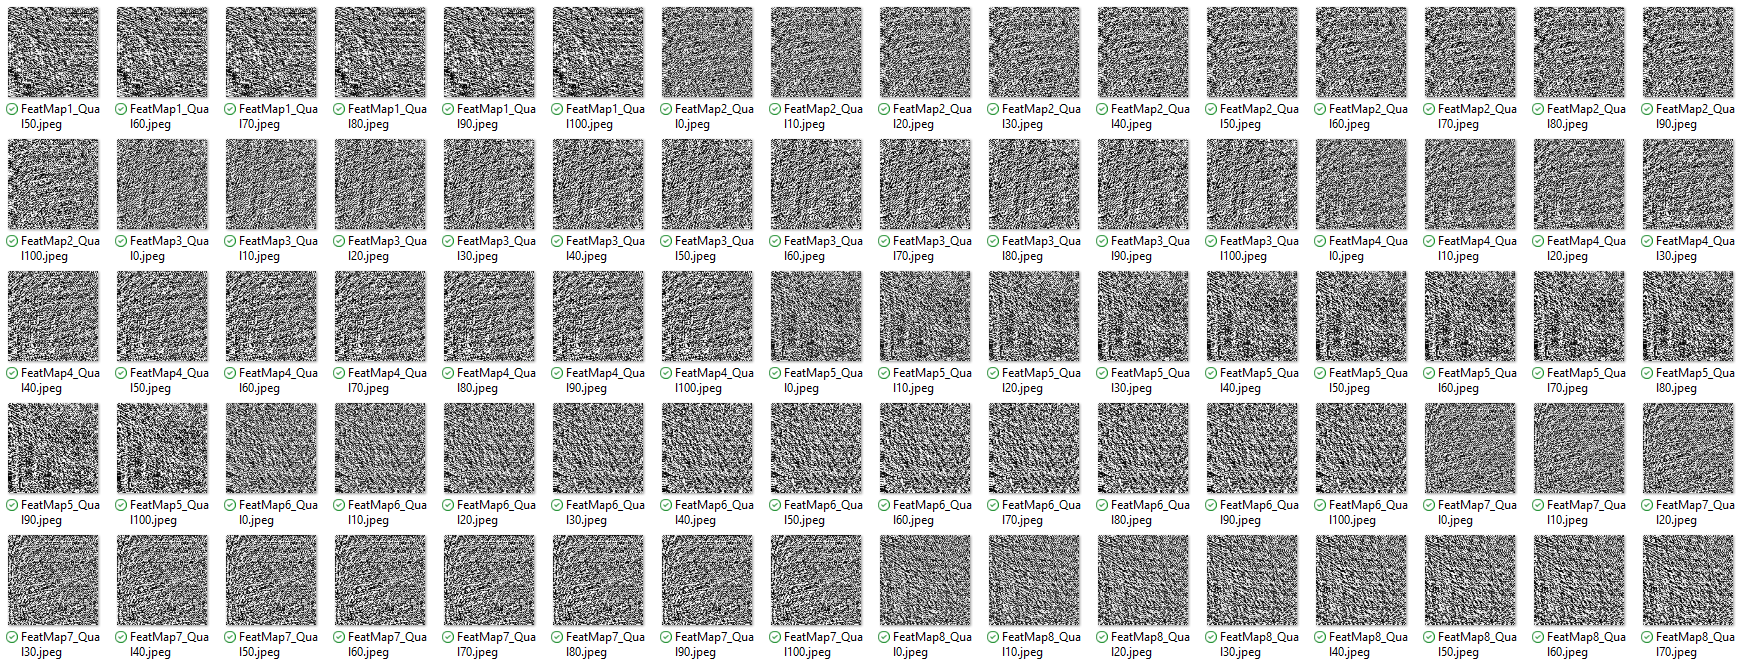 FeatMap1_Qua FeatMap1_Qua FeatMap1_Qua FeatMap1_Qua FeatMap1_Qua FeatMap1_Qua FeatMap2_Qua FeatMap2_Qua FeatMap2_Qua FeatMap2_Qua FeatMap2_Qua FeatMap2_Qua FeatMap2_Qua FeatMap2_Qua FeatMap2_Qua FeatMap2_Qua
l50.jpeg l60.jpeg l70.jpeg l80.jpeg l90.jpeg l100.jpeg l0.jpeg l10.jpeg l20.jpeg l30.jpeg l40.jpeg l50.jpeg l60.jpeg l70.jpeg l80.jpeg l90.jpeg
FeatMap2_Qua FeatMap3_Qua FeatMap3_Qua FeatMap3_Qua FeatMap3_Qua FeatMap3_Qua FeatMap3_Qua FeatMap3_Qua FeatMap3_Qua FeatMap3_Qua FeatMap3_Qua FeatMap3_Qua FeatMap4_Qua FeatMap4_Qua FeatMap4_Qua FeatMap4_Qua
l100.jpeg l0.jpeg l10.jpeg l20.jpeg l30.jpeg l40.jpeg l50.jpeg l60.jpeg l70.jpeg l80.jpeg l90.jpeg l100.jpeg l0.jpeg l10.jpeg l20.jpeg l30.jpeg
FeatMap4_Qua FeatMap4_Qua FeatMap4_Qua FeatMap4_Qua FeatMap4_Qua FeatMap4_Qua FeatMap4_Qua FeatMap5_Qua FeatMap5_Qua FeatMap5_Qua FeatMap5_Qua FeatMap5_Qua FeatMap5_Qua FeatMap5_Qua FeatMap5_Qua FeatMap5_Qua
l40.jpeg l50.jpeg l60.jpeg l70.jpeg l80.jpeg l90.jpeg l100.jpeg l0.jpeg l10.jpeg l20.jpeg l30.jpeg l40.jpeg l50.jpeg l60.jpeg l70.jpeg l80.jpeg
FeatMap5_Qua FeatMap5_Qua FeatMap6_Qua FeatMap6_Qua FeatMap6_Qua FeatMap6_Qua FeatMap6_Qua FeatMap6_Qua FeatMap6_Qua FeatMap6_Qua FeatMap6_Qua FeatMap6_Qua FeatMap6_Qua FeatMap7_Qua FeatMap7_Qua FeatMap7_Qua
l90.jpeg l100.jpeg l0.jpeg l10.jpeg l20.jpeg l30.jpeg l40.jpeg l50.jpeg l60.jpeg l70.jpeg l80.jpeg l90.jpeg l100.jpeg l0.jpeg l10.jpeg l20.jpeg
FeatMap7_Qua FeatMap7_Qua FeatMap7_Qua FeatMap7_Qua FeatMap7_Qua FeatMap7_Qua FeatMap7_Qua FeatMap7_Qua FeatMap8_Qua FeatMap8_Qua FeatMap8_Qua FeatMap8_Qua FeatMap8_Qua FeatMap8_Qua FeatMap8_Qua FeatMap8_Qua
l30.jpeg l40.jpeg l50.jpeg l60.jpeg l70.jpeg l80.jpeg l90.jpeg l100.jpeg l0.jpeg l10.jpeg l20.jpeg l30.jpeg l40.jpeg l50.jpeg l60.jpeg l70.jpeg